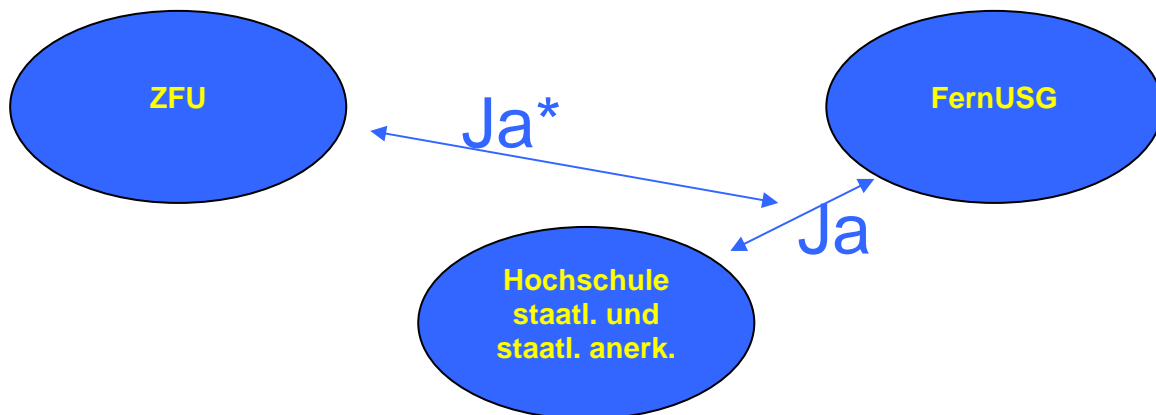 ZFU
FernUSG
Ja*
Ja
Hochschule
staatl. und
staatl. anerk.